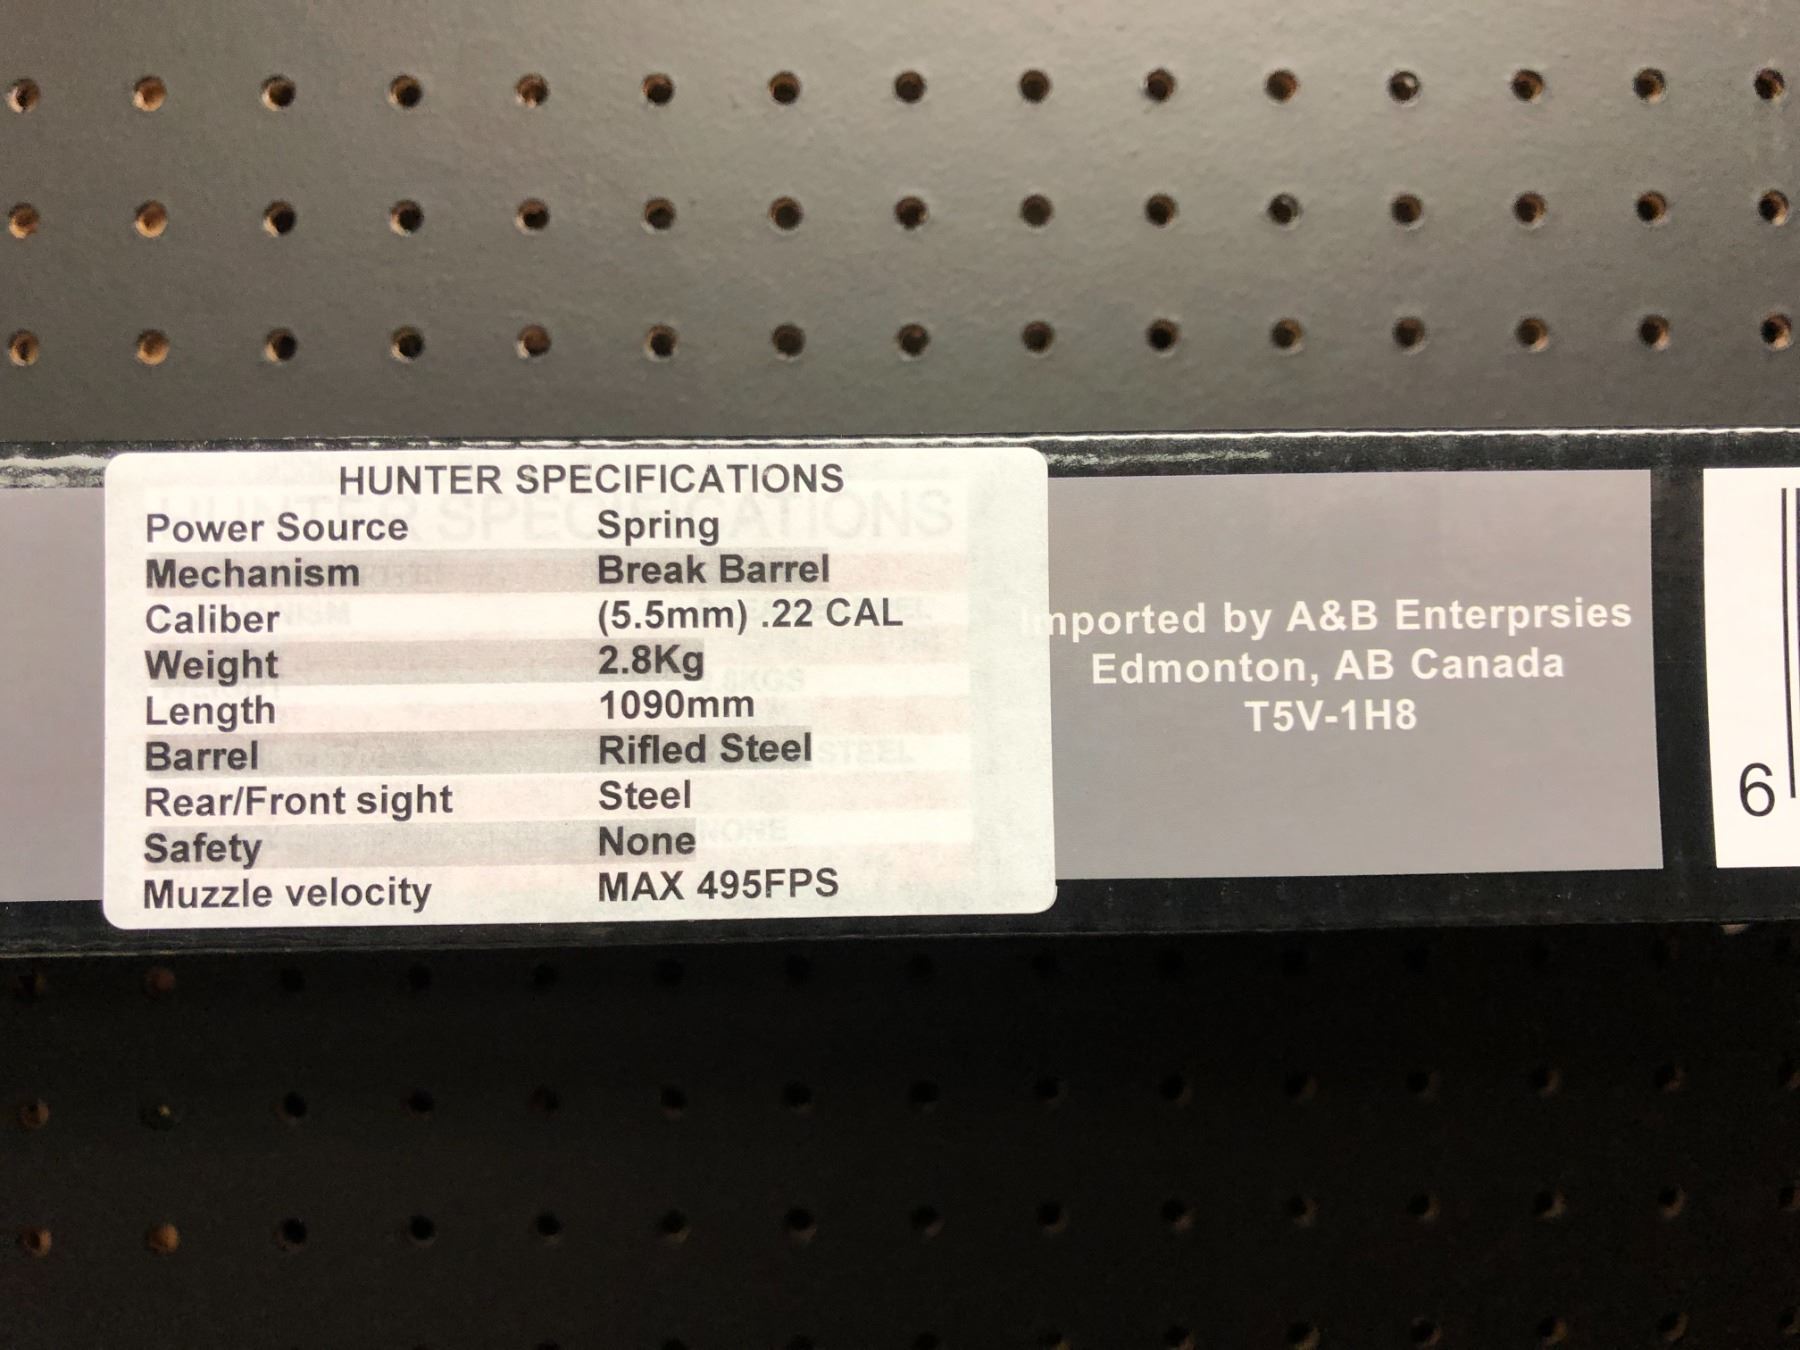 HUNTER SPECIFICATIONS
Power Source Spring
Mechanism Break Barrel
Caliber (5.5mm) .22 CAL
Weight 2.8Kg
Length 1090mm
Barrel Rifled Steel
Rear/Front sight Steel
Safety None
Muzzle velocity MAX 495FPS
Imported by A&B Enterprsies
Edmonton, AB Canada
T5V-1H8
6